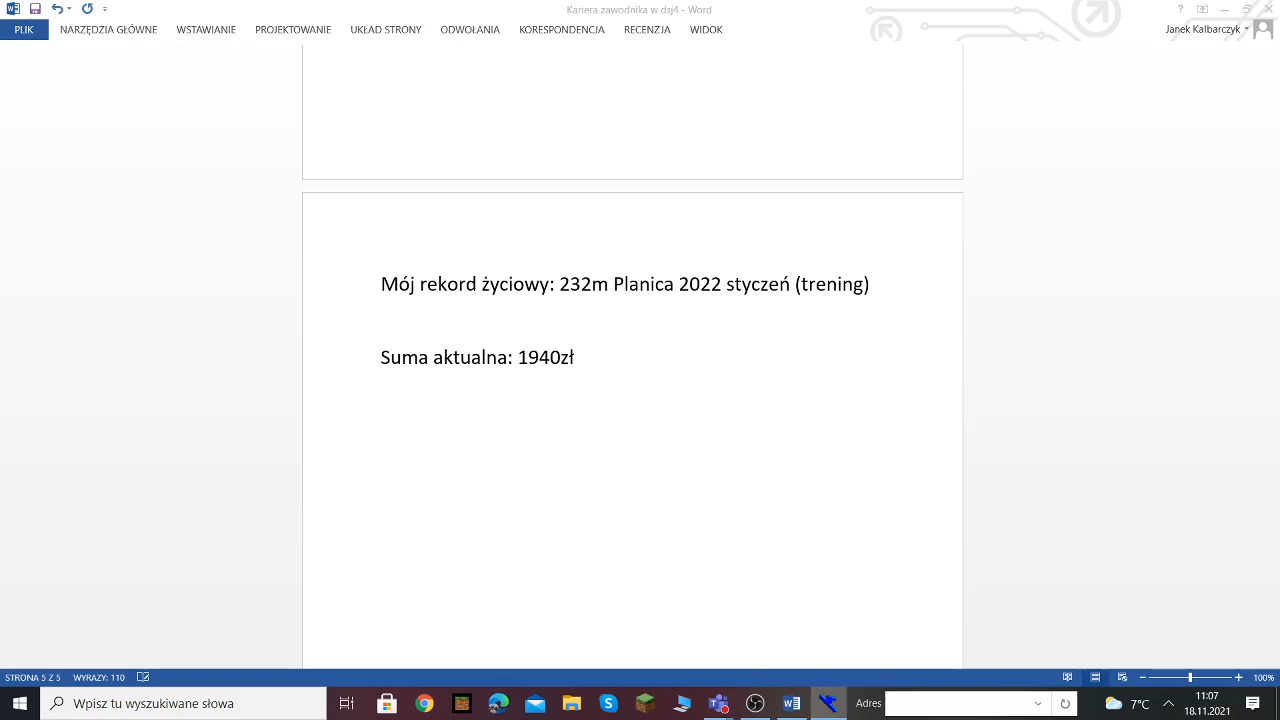 Kariera zawodnika w dsj4 - Word
PLIK NARZĘDZIA GŁÓWNE WSTAWIANIE PROJEKTOWANIE UKŁAD STRONY ODWOŁANIA KORESPONDENCJA RECENZJA WIDOK Janek Kalbarczyk
Mój rekord życiowy: 232m Planica 2022 styczeń (trening)
Suma aktualna: 1940zł
STRONA 5 Z 5 WYRAZY: 110 100%
Wpisz tu wyszukiwane słowa Adres 7°C 11:07
18.11.2021